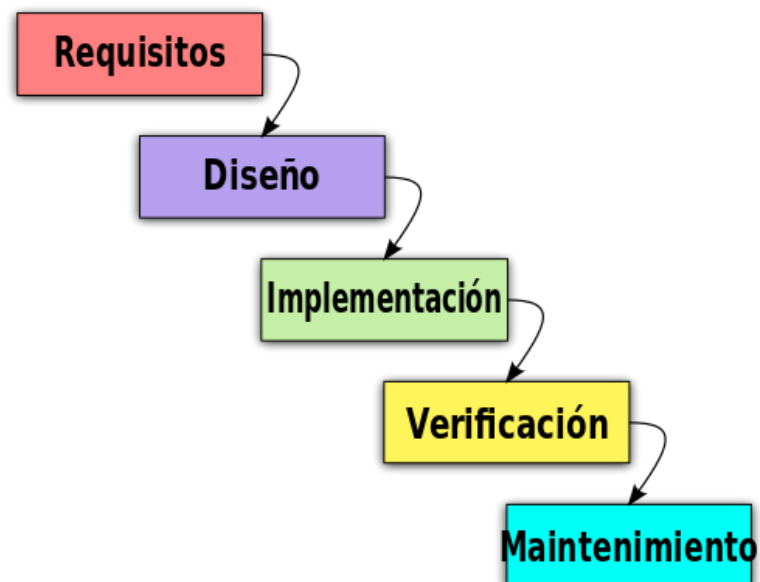 Requisitos
Diseño
Implementación
Verificación
Maintenimiento